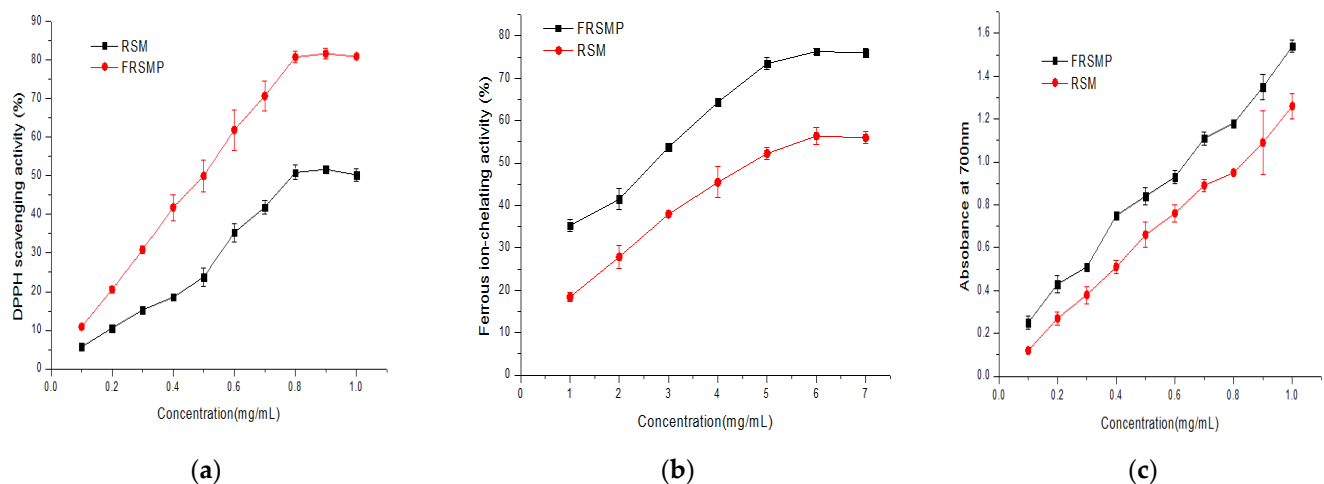 RSM
FRSMP
DPPH scavenging activity (%)
90
80
70
60
50
40
30
20
10
0
0.0 0.2 0.4 0.6 0.8 1.0
Concentration(mg/mL)
(a)
FRSMP
RSM
Ferrous ion-chelating activity (%)
80
70
60
50
40
30
20
10
0
0 1 2 3 4 5 6 7
Concentration(mg/mL)
(b)
FRSMP
RSM
Absobance at 700nm
1.6
1.4
1.2
1.0
0.8
0.6
0.4
0.2
0.0
0.0 0.2 0.4 0.6 0.8 1.0
Concentration(mg/mL)
(c)